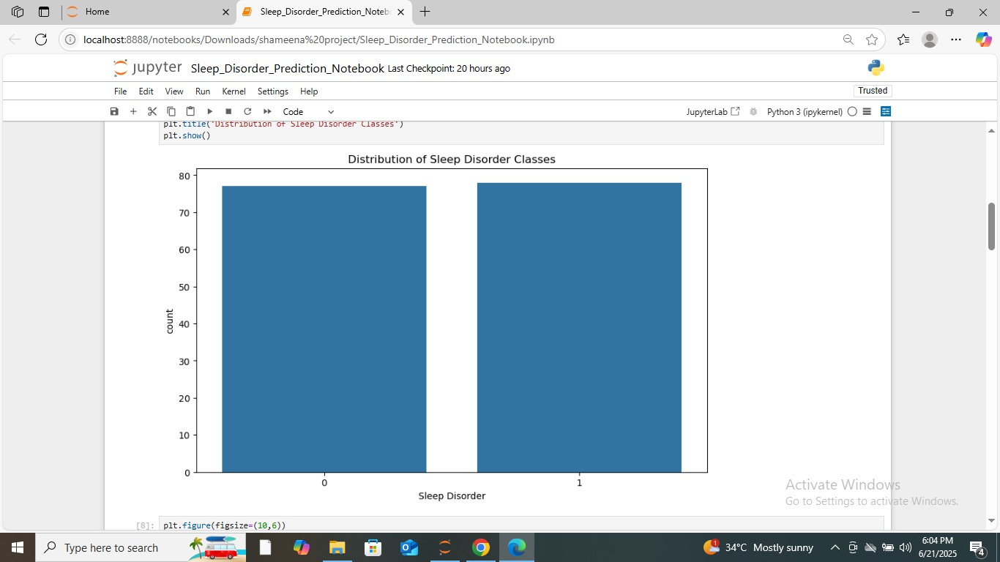 Home
Sleep_Disorder_Prediction_Noteb
localhost:8888/notebooks/Downloads/shameena%20project/Sleep_Disorder_Prediction_Notebook.ipynb
jupyter Sleep_Disorder_Prediction_Notebook Last Checkpoint: 20 hours ago
File Edit View Run Kernel Settings Help
Trusted
Code
JupyterLab
Python 3 (ipykernel)
plt.title('Distribution of Sleep Disorder Classes')
plt.show()
Distribution of Sleep Disorder Classes
80
70
60
50
40
30
20
10
0
count
0 1
Sleep Disorder
Activate Windows
Go to Settings to activate Windows.
[8]: plt.figure(figsize=(10,6))
Type here to search
1
34°C Mostly sunny
6:04 PM
6/21/2025
4